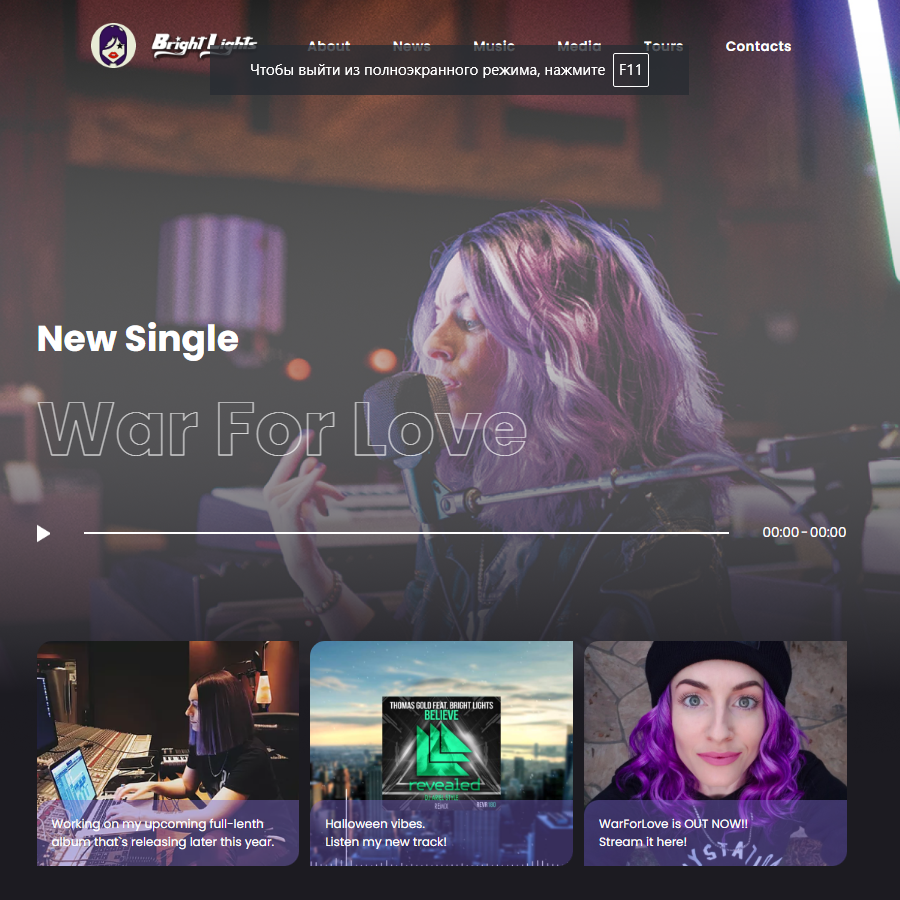 Bright Lights
About News Music Media Tours Contacts
Чтобы выйти из полноэкранного режима, нажмите F11
New Single
War For Love
00:00 - 00:00
THOMAS GOLD FEAT. BRIGHT LIGHTS
BELIEVE
revealed
REMIX
Working on my upcoming full-lenth
album that`s releasing later this year.
Halloween vibes.
Listen my new track!
WarForLove is OUT NOW!!
Stream it here!